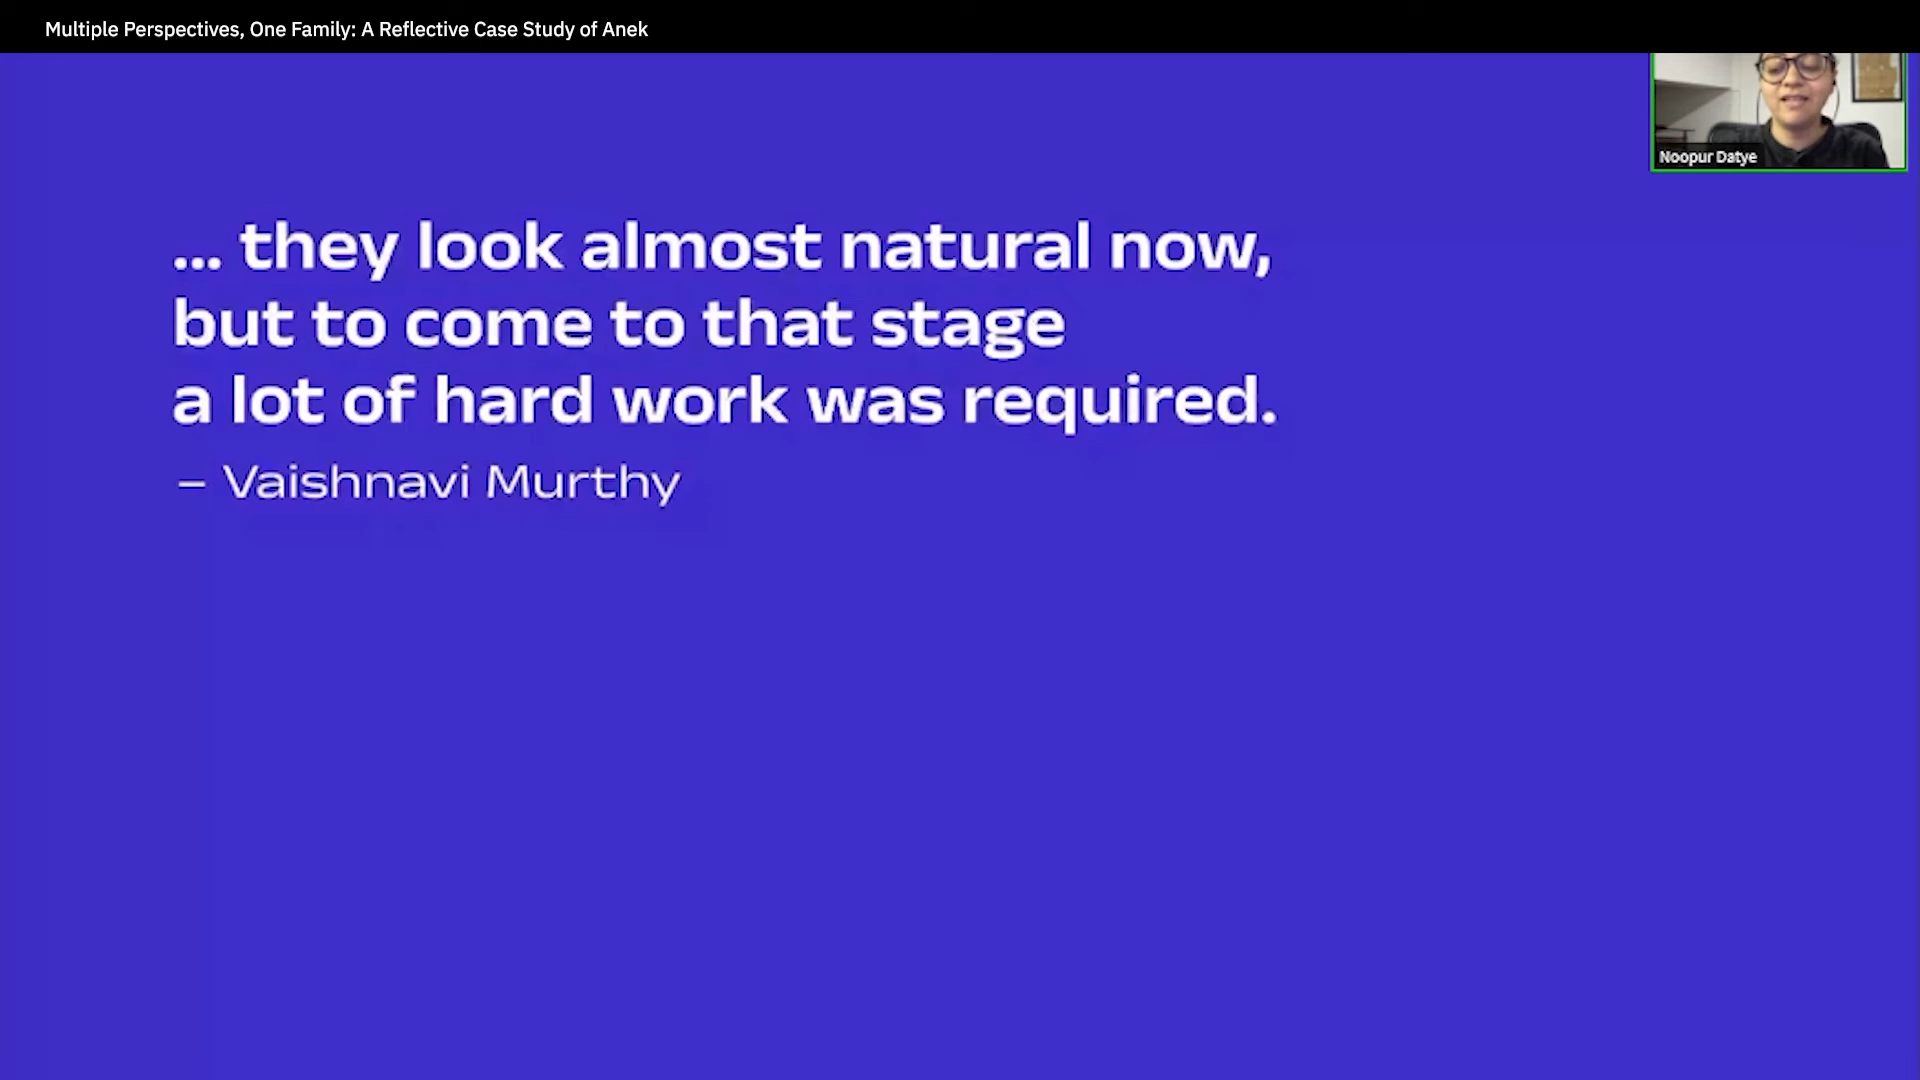 Multiple Perspectives, One Family: A Reflective Case Study of Anek
Noopur Datye
... they look almost natural now,
but to come to that stage
a lot of hard work was required.
– Vaishnavi Murthy